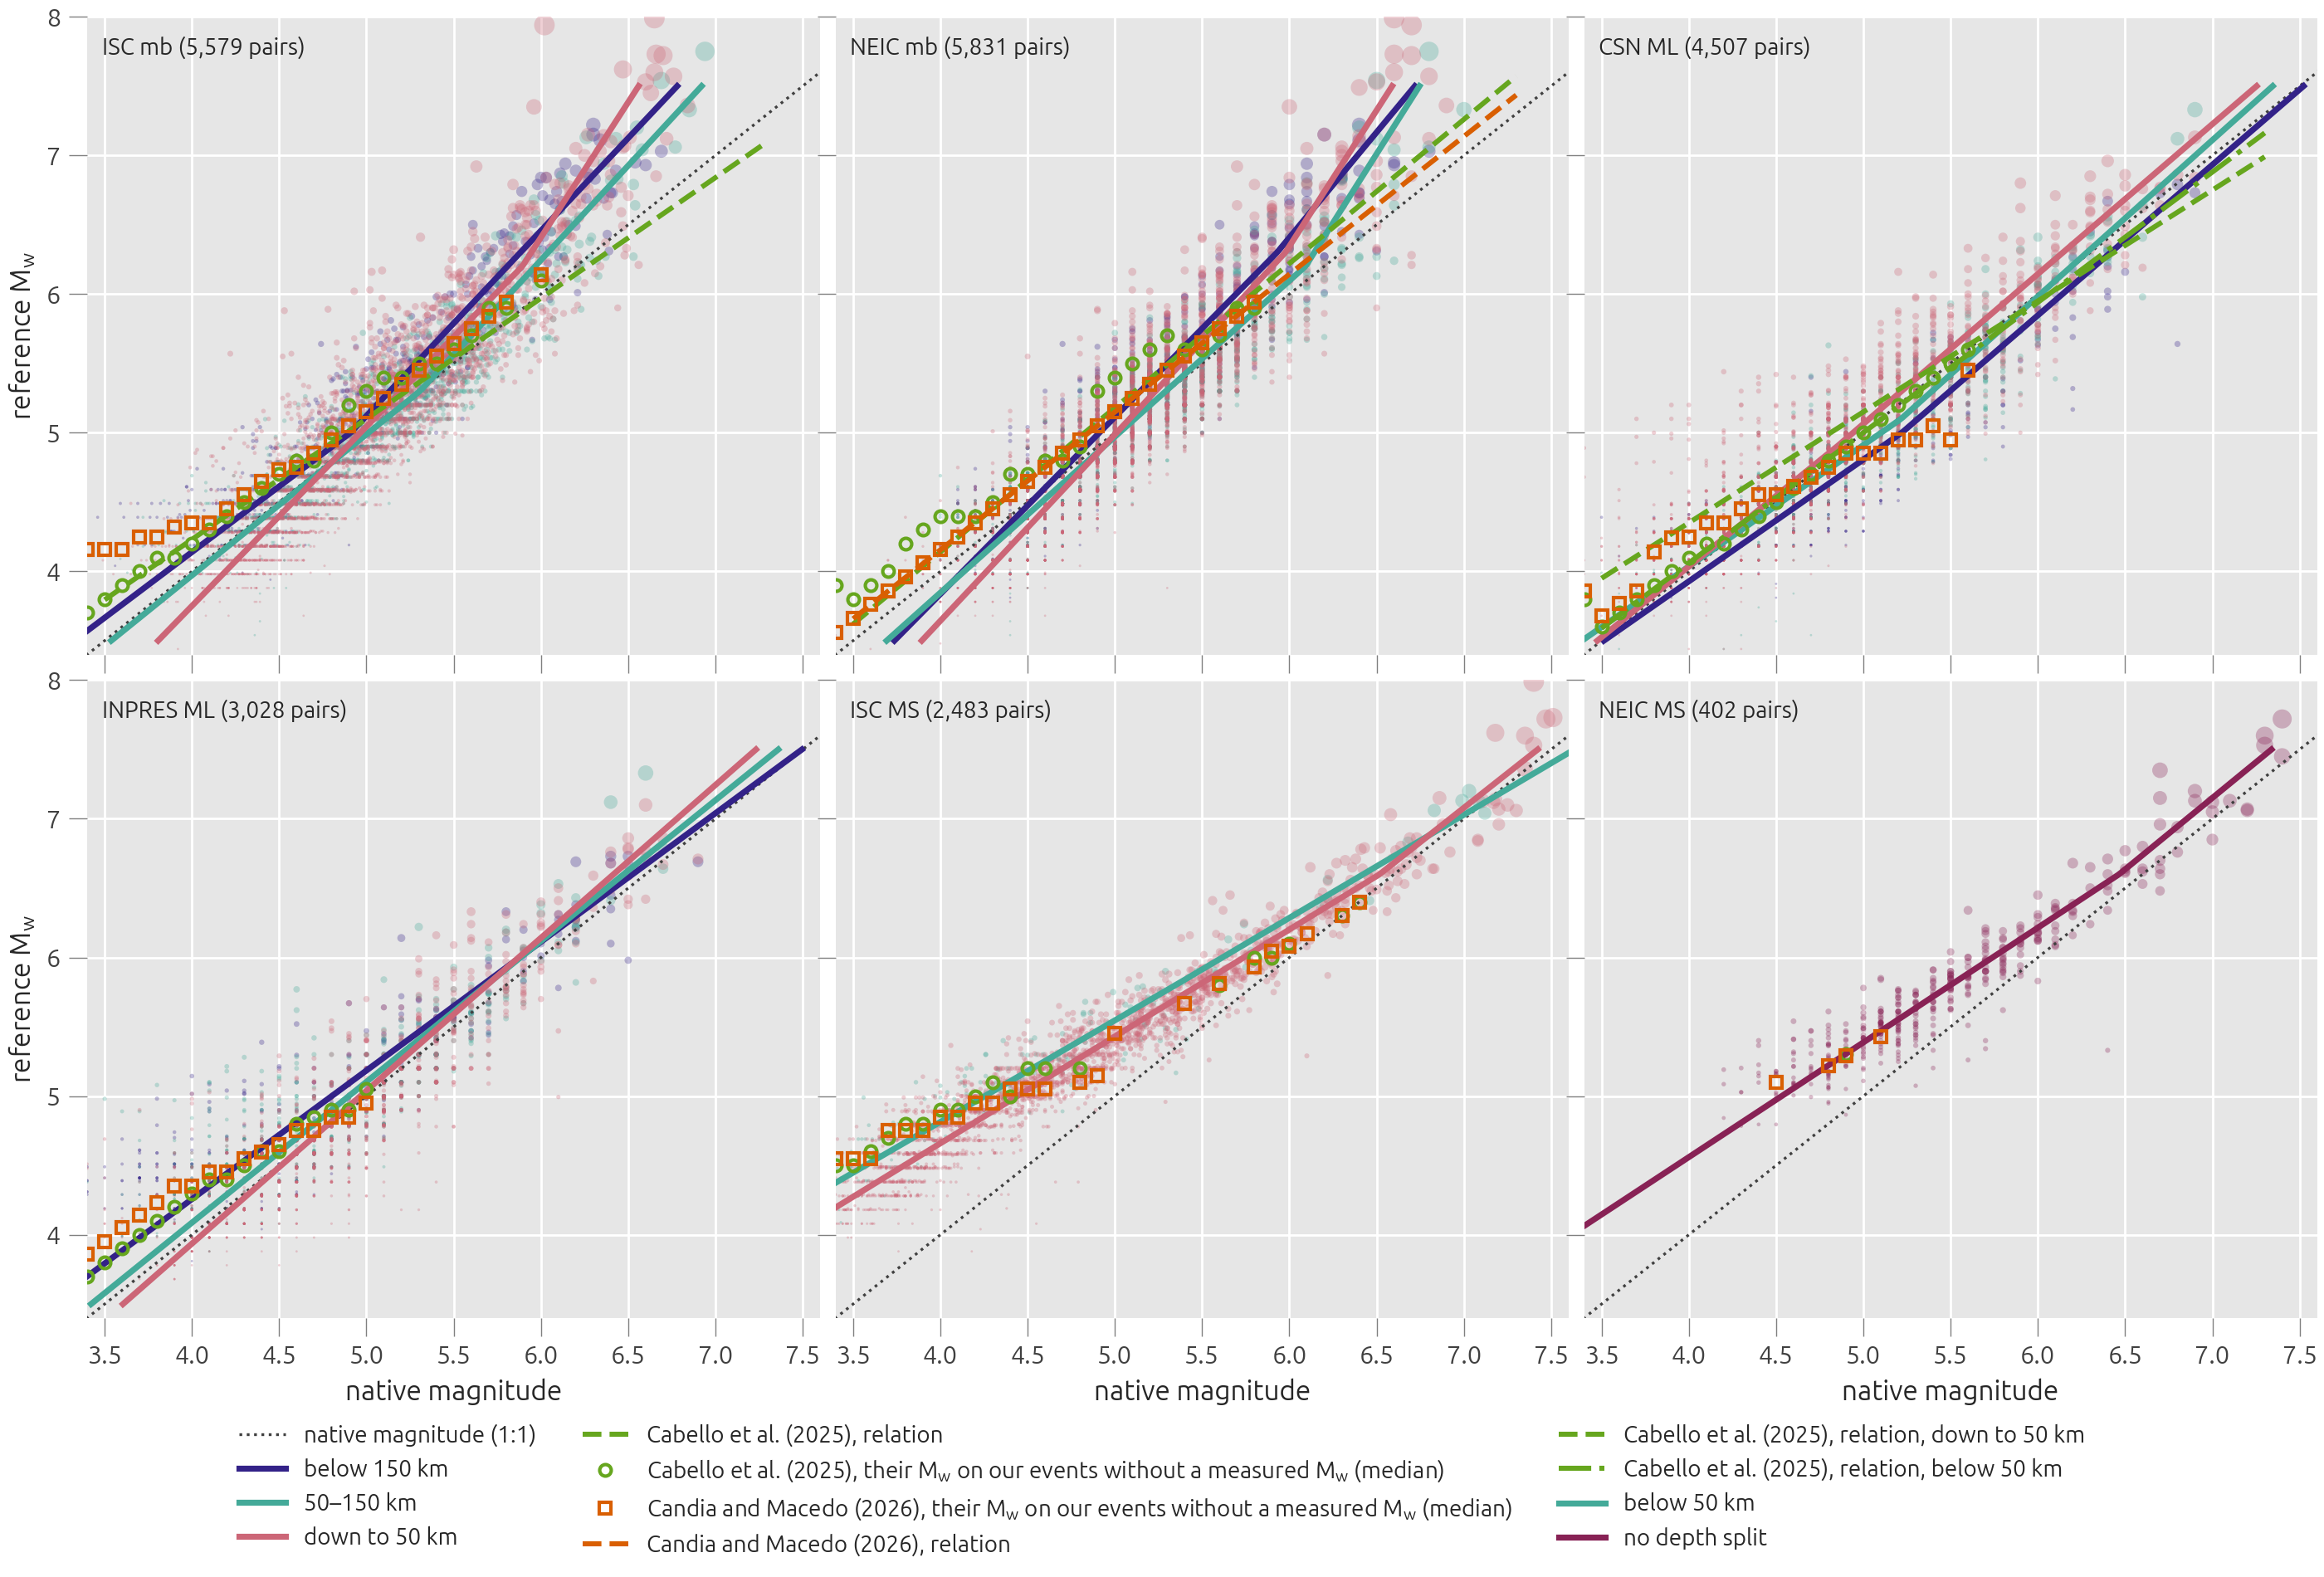 8
7
6
5
4
reference Mw
ISC mb (5,579 pairs)
NEIC mb (5,831 pairs)
CSN ML (4,507 pairs)
8
7
6
5
4
reference Mw
INPRES ML (3,028 pairs)
ISC MS (2,483 pairs)
NEIC MS (402 pairs)
3.5 4.0 4.5 5.0 5.5 6.0 6.5 7.0 7.5
3.5 4.0 4.5 5.0 5.5 6.0 6.5 7.0 7.5
3.5 4.0 4.5 5.0 5.5 6.0 6.5 7.0 7.5
native magnitude
native magnitude
native magnitude
native magnitude (1:1)
below 150 km
50–150 km
down to 50 km
Cabello et al. (2025), relation
Cabello et al. (2025), their Mw on our events without a measured Mw (median)
Candia and Macedo (2026), their Mw on our events without a measured Mw (median)
Candia and Macedo (2026), relation
Cabello et al. (2025), relation, down to 50 km
Cabello et al. (2025), relation, below 50 km
below 50 km
no depth split